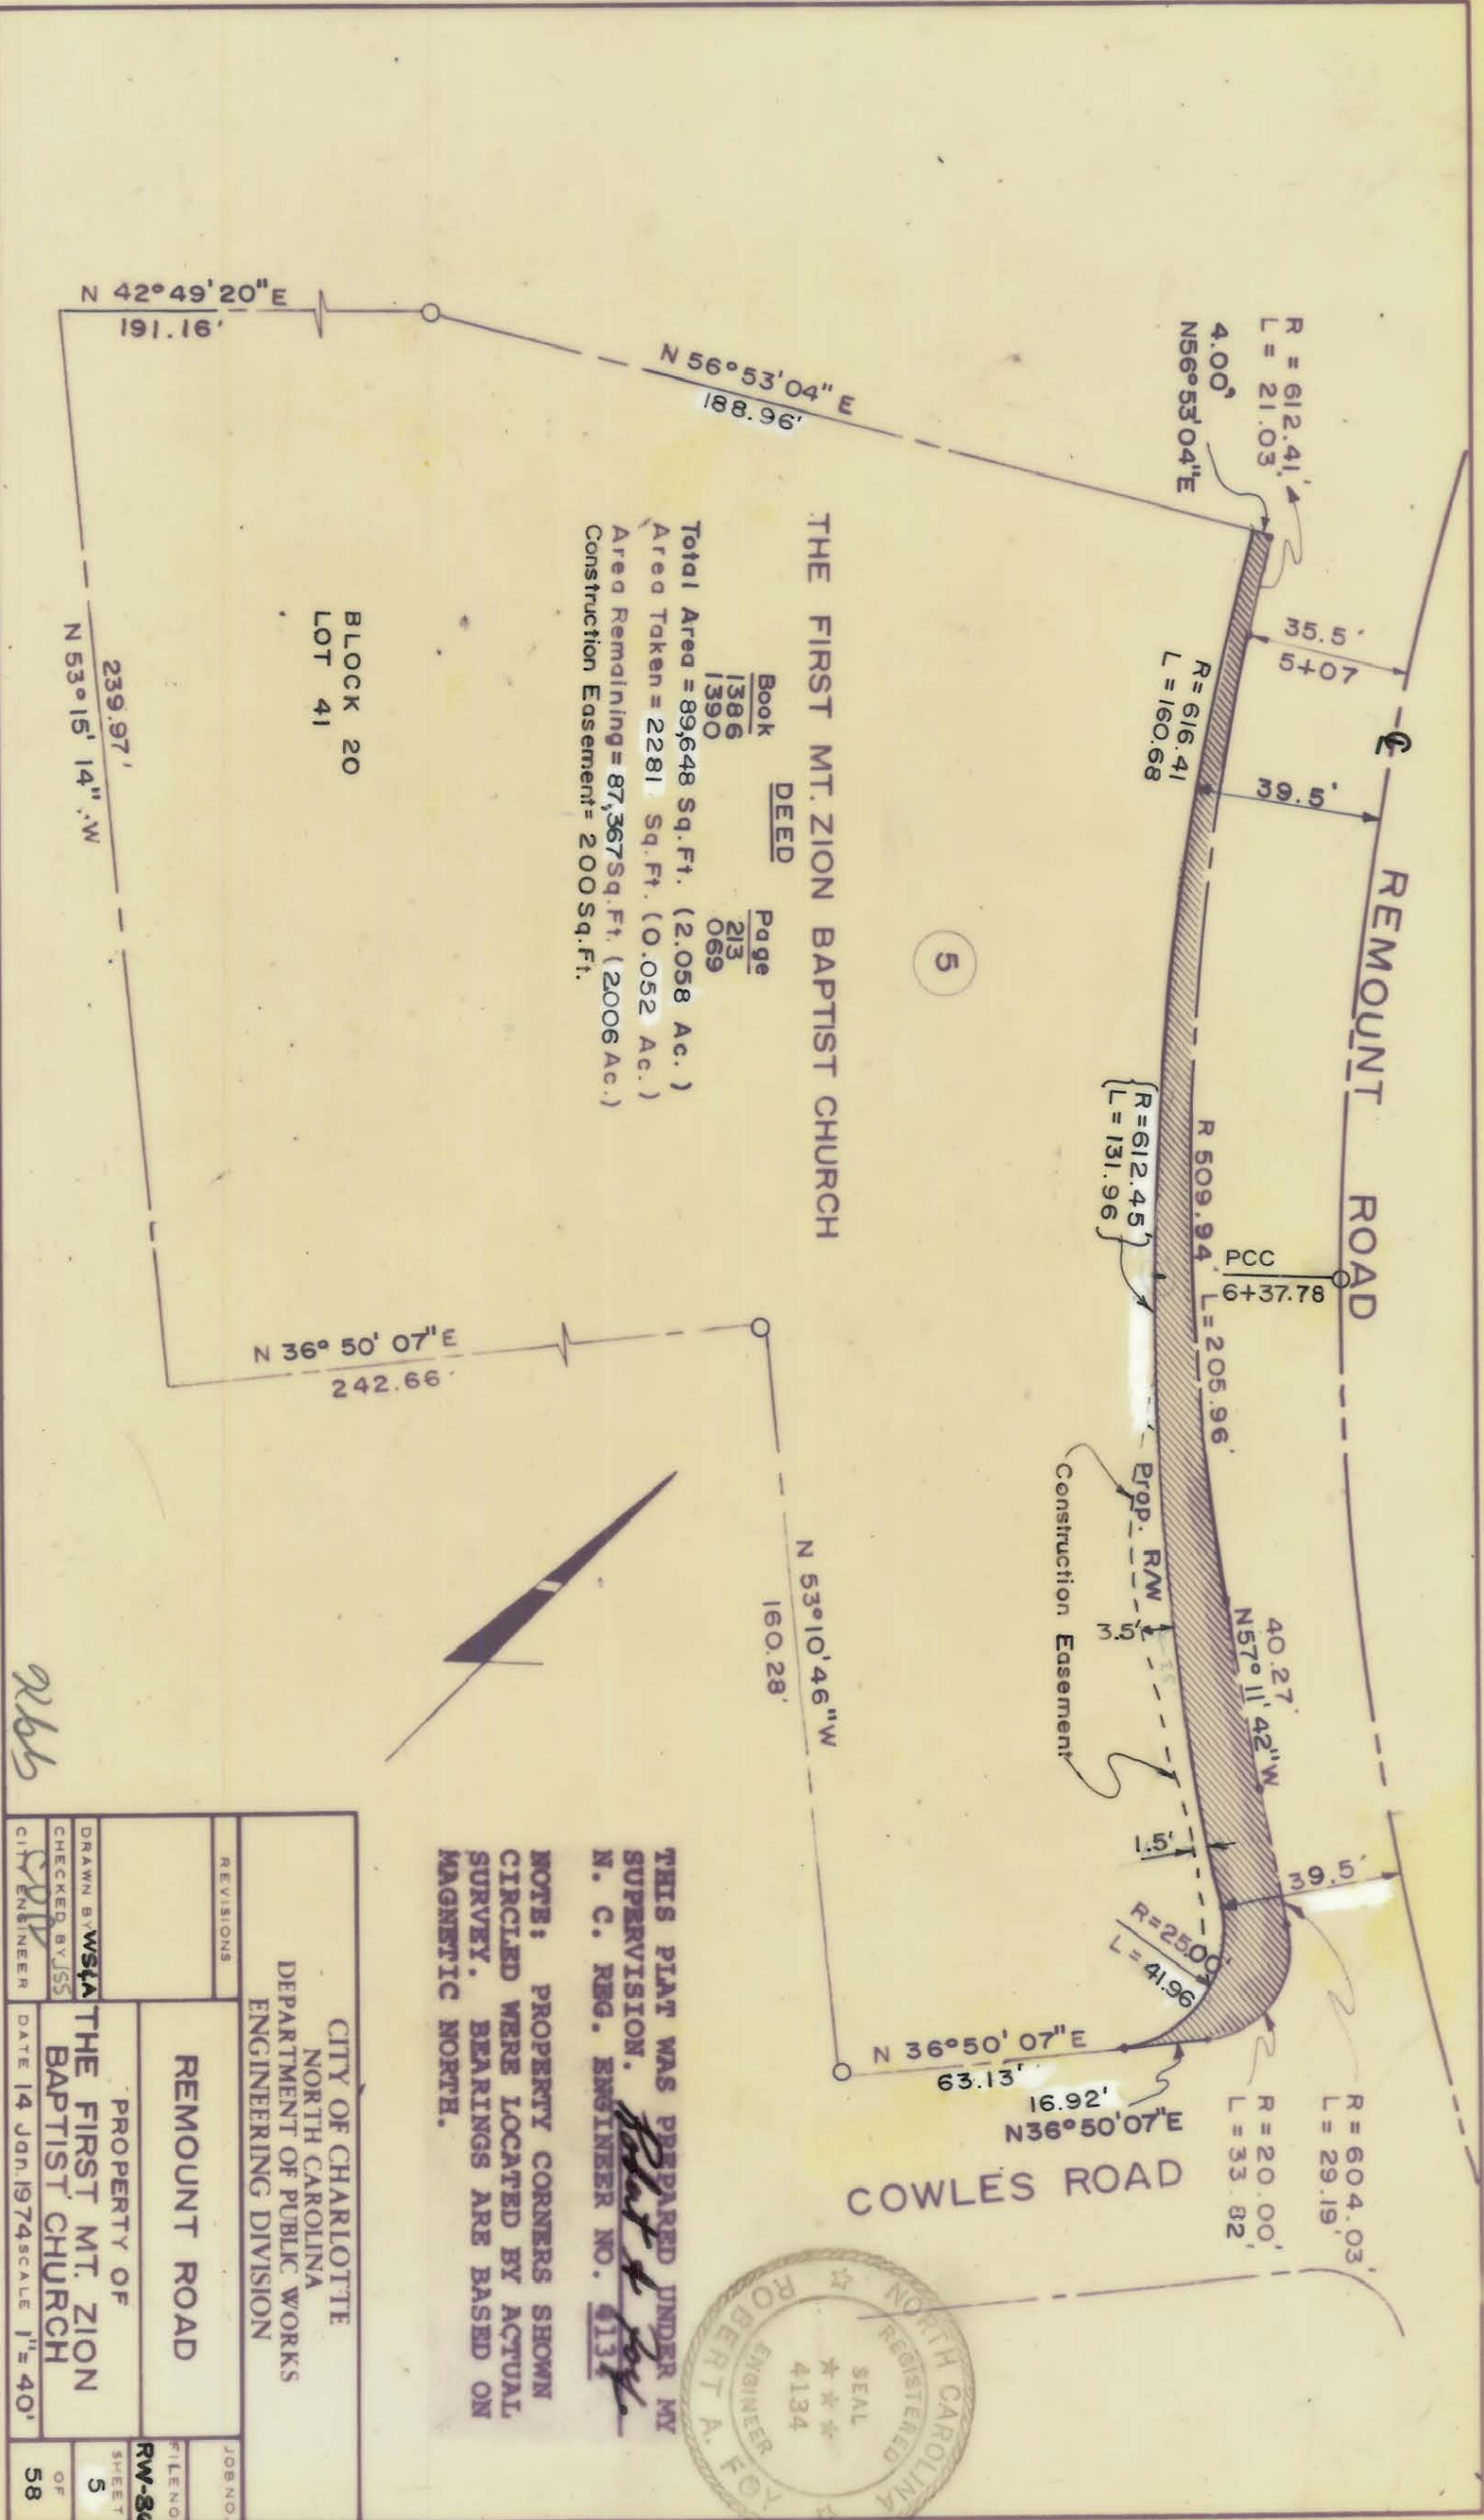 REMOUNT ROAD
R = 612.41'
L = 21.03'
4.00'
N56°53'04"E
35.5'
5+07
39.5'
R = 616.41
L = 160.68
{R=612.45'}
{L = 131.96}
R 509.94' L=205.96'
PCC
6+37.78
Prop. R/W
Construction Easement
3.5'
1.5'
40.27'
N57°11'42"W
39.5'
R=25.00'
L=41.96
R = 604.03'
L = 29.19'
R = 20.00'
L = 33.82'
N 36°50'07"E
63.13'
16.92'
N36°50'07"E
COWLES ROAD
N 56°53'04" E
188.96'
N 42°49'20"E
191.16'
5
THE FIRST MT. ZION BAPTIST CHURCH
DEED
Book Page
1386 213
1390 069
Total Area = 89,648 Sq.Ft. (2.058 Ac.)
Area Taken = 2281 Sq.Ft. (0.052 Ac.)
Area Remaining = 87,367 Sq.Ft. (2.006 Ac.)
Construction Easement = 200 Sq.Ft.
BLOCK 20
LOT 41
239.97'
N 53°15' 14" W
N 36° 50' 07"E
242.66'
N 53°10'46"W
160.28'
THIS PLAT WAS PREPARED UNDER MY
SUPERVISION.
N. C. REG. ENGINEER NO. 4134
NOTE: PROPERTY CORNERS SHOWN
CIRCLED WERE LOCATED BY ACTUAL
SURVEY. BEARINGS ARE BASED ON
MAGNETIC NORTH.
NORTH CAROLINA
REGISTERED
SEAL
4134
ENGINEER
ROBERT A. FOY
CITY OF CHARLOTTE
NORTH CAROLINA
DEPARTMENT OF PUBLIC WORKS
ENGINEERING DIVISION
REVISIONS
REMOUNT ROAD
JOB NO.
FILE NO.
PROPERTY OF
THE FIRST MT. ZION
BAPTIST CHURCH
SHEET
5
OF
58
DRAWN BY WS&A
CHECKED BY JSS
CITY ENGINEER
DATE 14 Jan. 1974 SCALE 1"= 40'